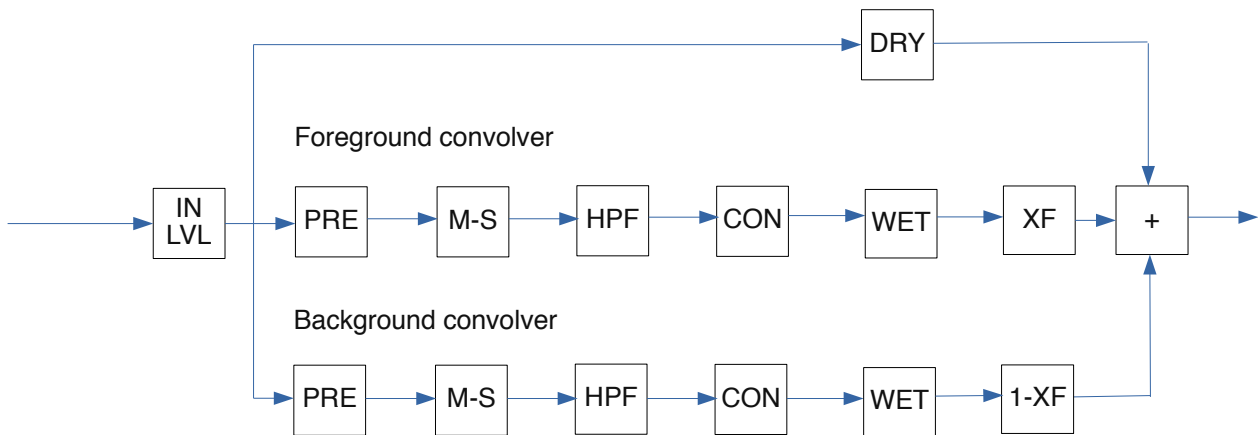 DRY
Foreground convolver
IN
LVL
PRE
M-S
HPF
CON
WET
XF
+
Background convolver
PRE
M-S
HPF
CON
WET
1-XF